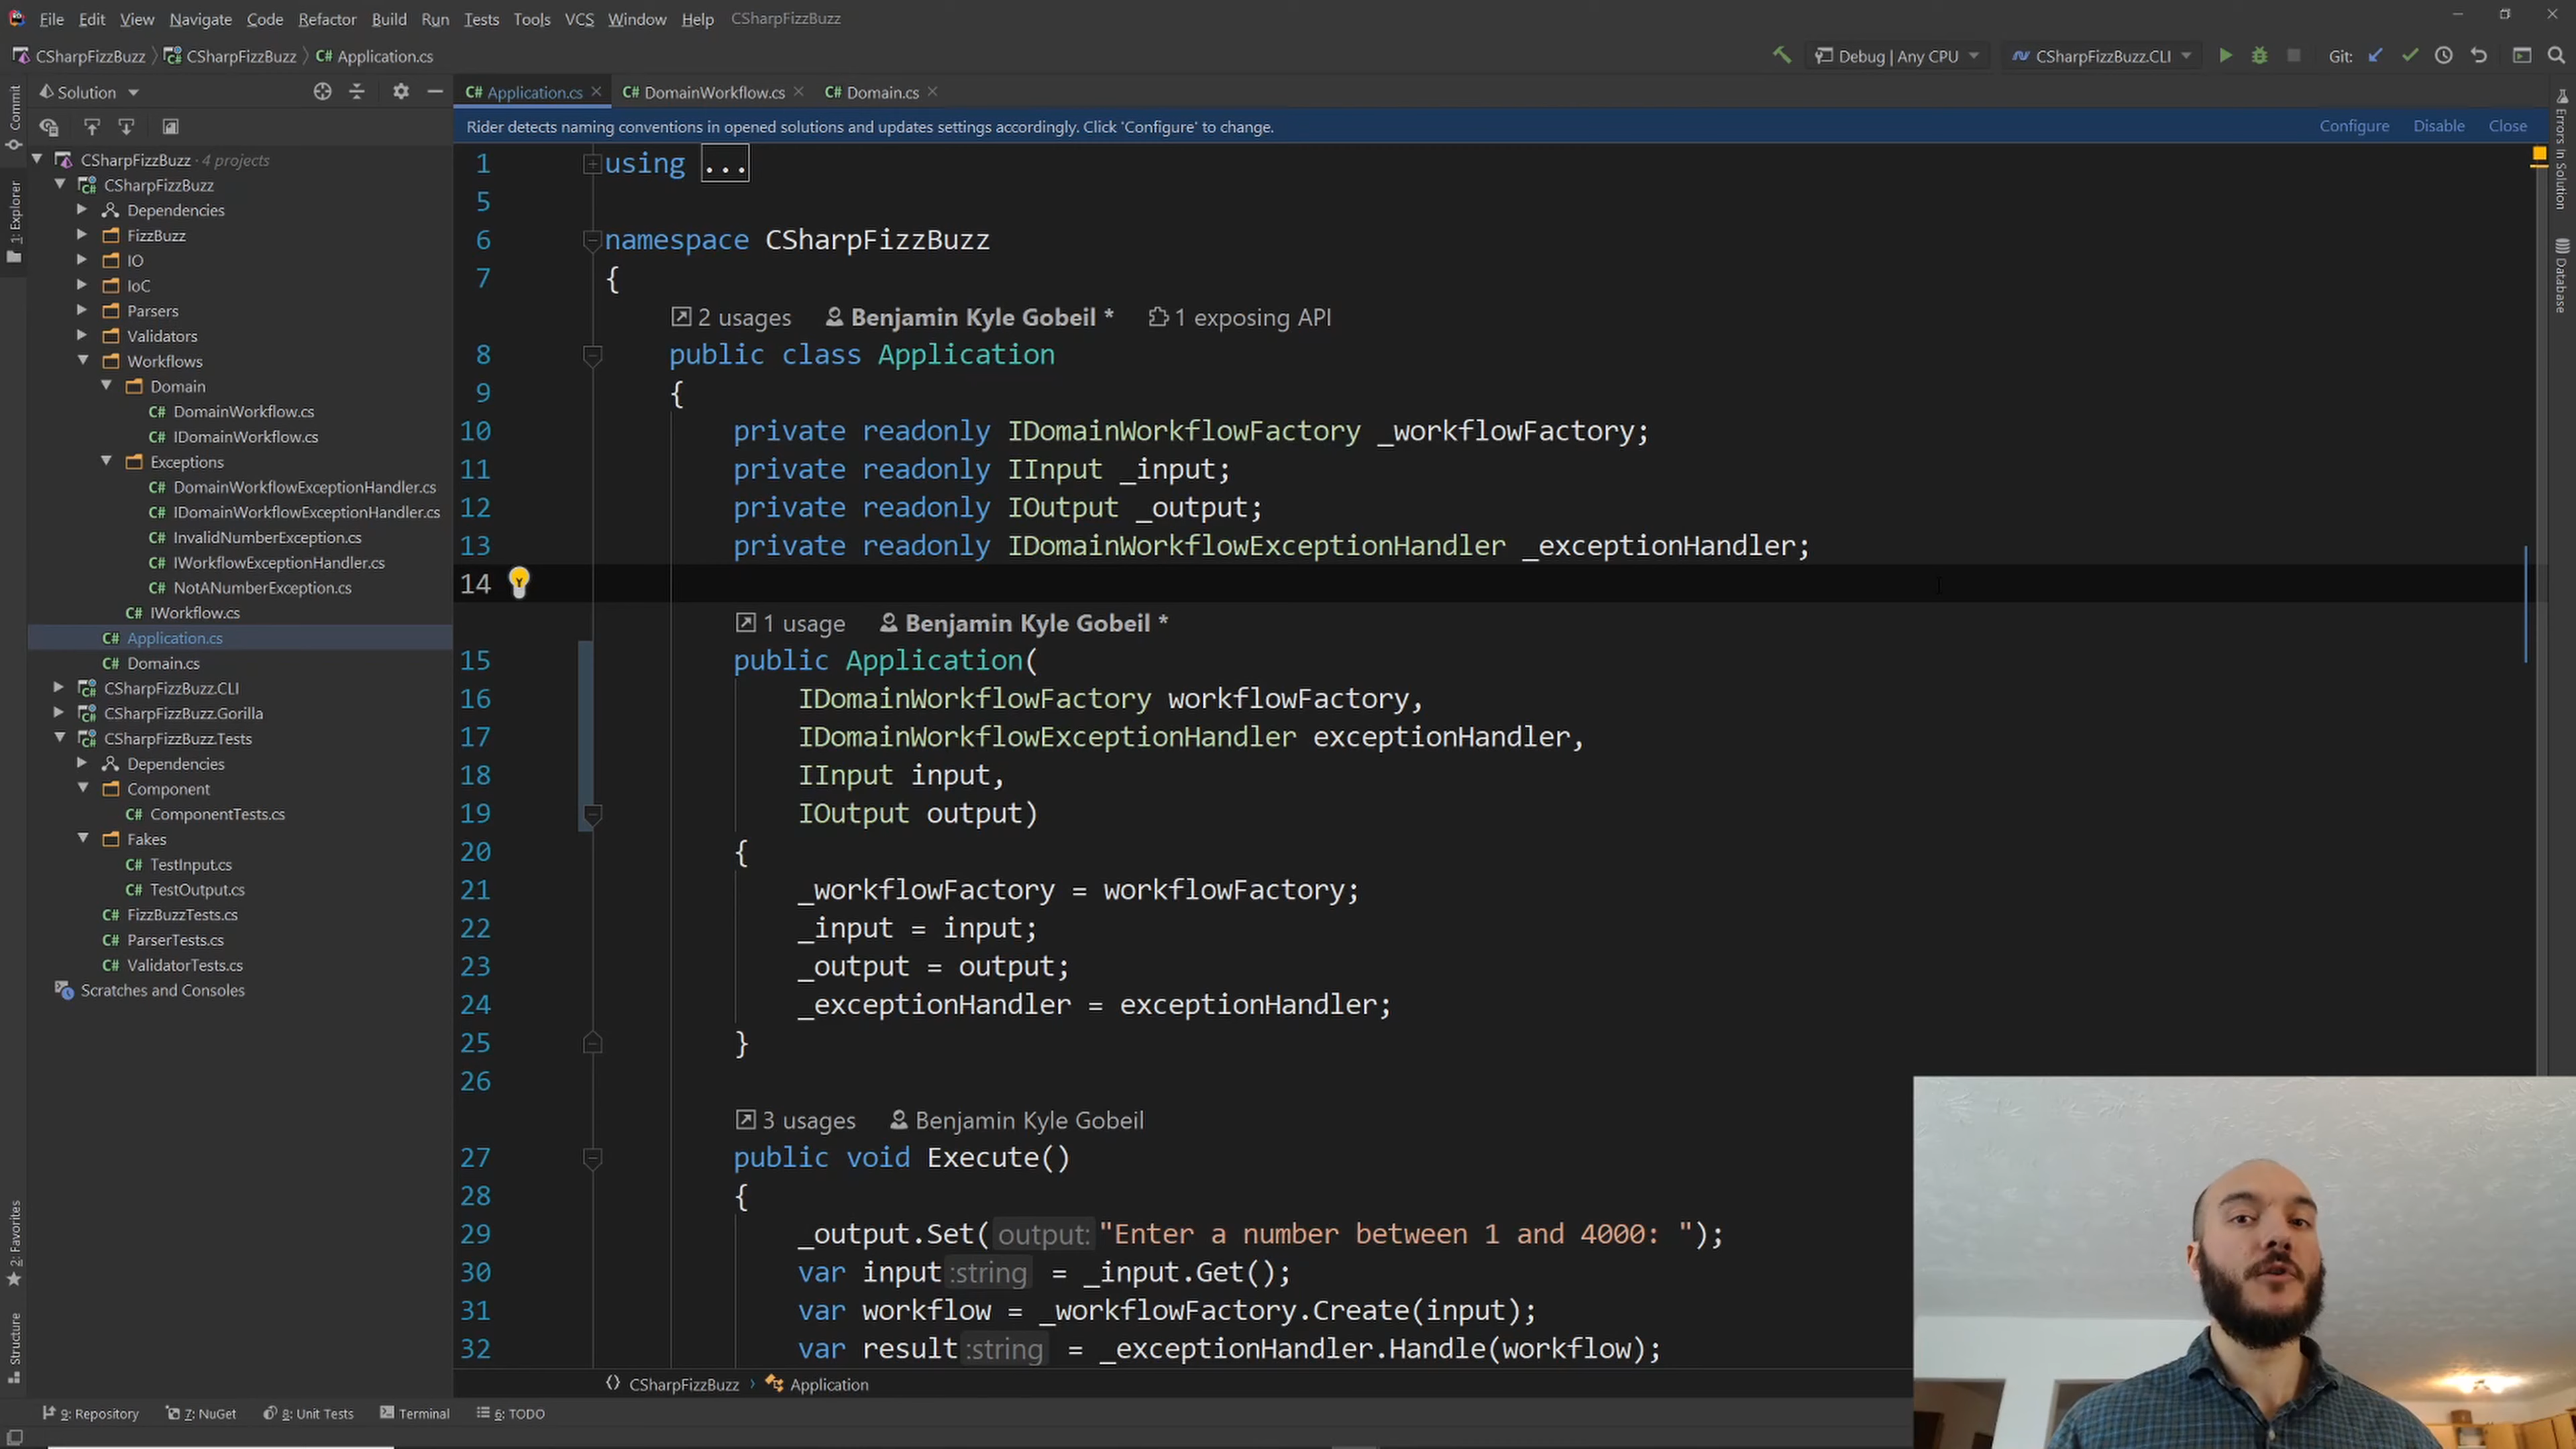 File Edit View Navigate Code Refactor Build Run Tests Tools VCS Window Help CSharpFizzBuzz
CSharpFizzBuzz CSharpFizzBuzz C# Application.cs Debug | Any CPU CSharpFizzBuzz.CLI Git:
Solution
C# Application.cs C# DomainWorkflow.cs C# Domain.cs
Rider detects naming conventions in opened solutions and updates settings accordingly. Click 'Configure' to change. Configure Disable Close
Commit
1: Explorer
2: Favorites
Structure
CSharpFizzBuzz · 4 projects
CSharpFizzBuzz
Dependencies
FizzBuzz
IO
IoC
Parsers
Validators
Workflows
Domain
C# DomainWorkflow.cs
C# IDomainWorkflow.cs
Exceptions
C# DomainWorkflowExceptionHandler.cs
C# IDomainWorkflowExceptionHandler.cs
C# InvalidNumberException.cs
C# IWorkflowExceptionHandler.cs
C# NotANumberException.cs
C# IWorkflow.cs
C# Application.cs
C# Domain.cs
CSharpFizzBuzz.CLI
CSharpFizzBuzz.Gorilla
CSharpFizzBuzz.Tests
Dependencies
Component
C# ComponentTests.cs
Fakes
C# TestInput.cs
C# TestOutput.cs
C# FizzBuzzTests.cs
C# ParserTests.cs
C# ValidatorTests.cs
Scratches and Consoles
1 using ...
5
6 namespace CSharpFizzBuzz
7 {
2 usages Benjamin Kyle Gobeil * 1 exposing API
8 public class Application
9 {
10 private readonly IDomainWorkflowFactory _workflowFactory;
11 private readonly IInput _input;
12 private readonly IOutput _output;
13 private readonly IDomainWorkflowExceptionHandler _exceptionHandler;
14
1 usage Benjamin Kyle Gobeil *
15 public Application(
16 IDomainWorkflowFactory workflowFactory,
17 IDomainWorkflowExceptionHandler exceptionHandler,
18 IInput input,
19 IOutput output)
20 {
21 _workflowFactory = workflowFactory;
22 _input = input;
23 _output = output;
24 _exceptionHandler = exceptionHandler;
25 }
26
3 usages Benjamin Kyle Gobeil
27 public void Execute()
28 {
29 _output.Set( output: "Enter a number between 1 and 4000: ");
30 var input :string = _input.Get();
31 var workflow = _workflowFactory.Create(input);
32 var result :string = _exceptionHandler.Handle(workflow);
Errors In Solution
Database
CSharpFizzBuzz Application
9: Repository 7: NuGet 8: Unit Tests Terminal 6: TODO